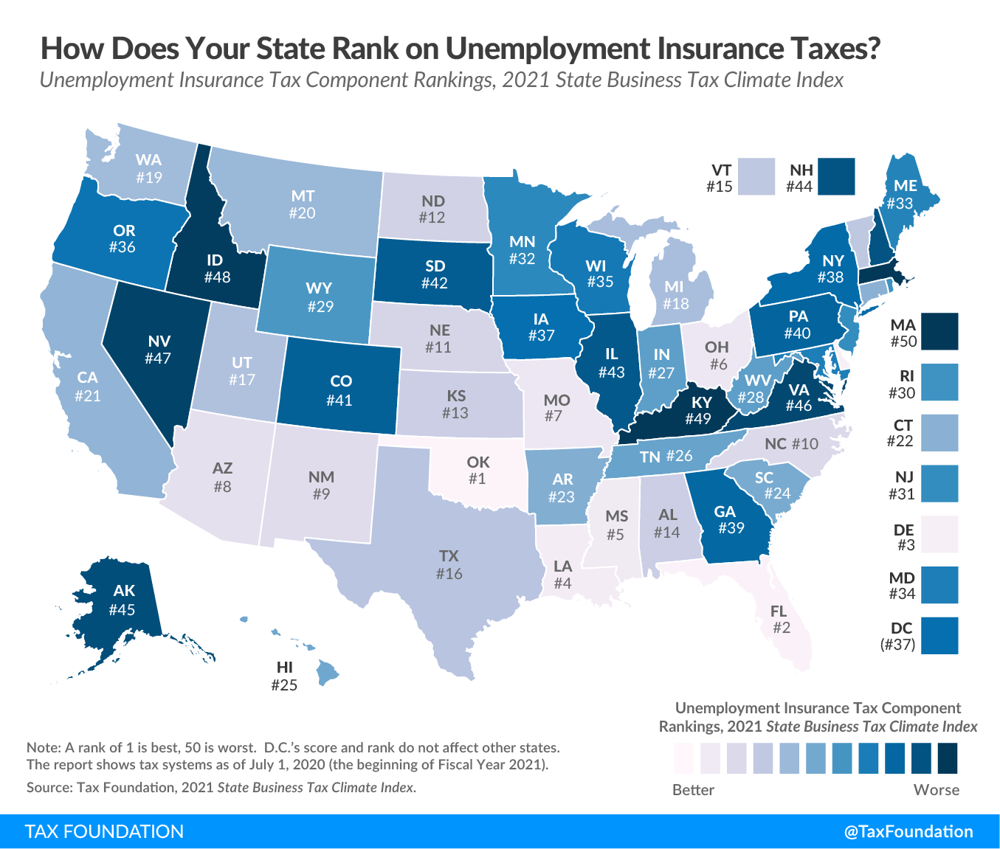 How Does Your State Rank on Unemployment Insurance Taxes?
Unemployment Insurance Tax Component Rankings, 2021 State Business Tax Climate Index
WA
#19
MT
#20
ND
#12
MN
#32
VT
#15
NH
#44
ME
#33
OR
#36
ID
#48
WY
#29
SD
#42
WI
#35
MI
#18
NY
#38
NV
#47
UT
#17
CO
#41
NE
#11
IA
#37
IL
#43
IN
#27
OH
#6
PA
#40
MA
#50
RI
#30
CA
#21
KS
#13
MO
#7
KY
#49
WV
#28
VA
#46
CT
#22
AZ
#8
NM
#9
OK
#1
AR
#23
TN #26
NC #10
SC
#24
NJ
#31
TX
#16
LA
#4
MS
#5
AL
#14
GA
#39
FL
#2
DE
#3
MD
#34
DC
(#37)
AK
#45
HI
#25
Unemployment Insurance Tax Component
Rankings, 2021 State Business Tax Climate Index
Better
Worse
Note: A rank of 1 is best, 50 is worst. D.C.'s score and rank do not affect other states.
The report shows tax systems as of July 1, 2020 (the beginning of Fiscal Year 2021).
Source: Tax Foundation, 2021 State Business Tax Climate Index.
TAX FOUNDATION
@TaxFoundation